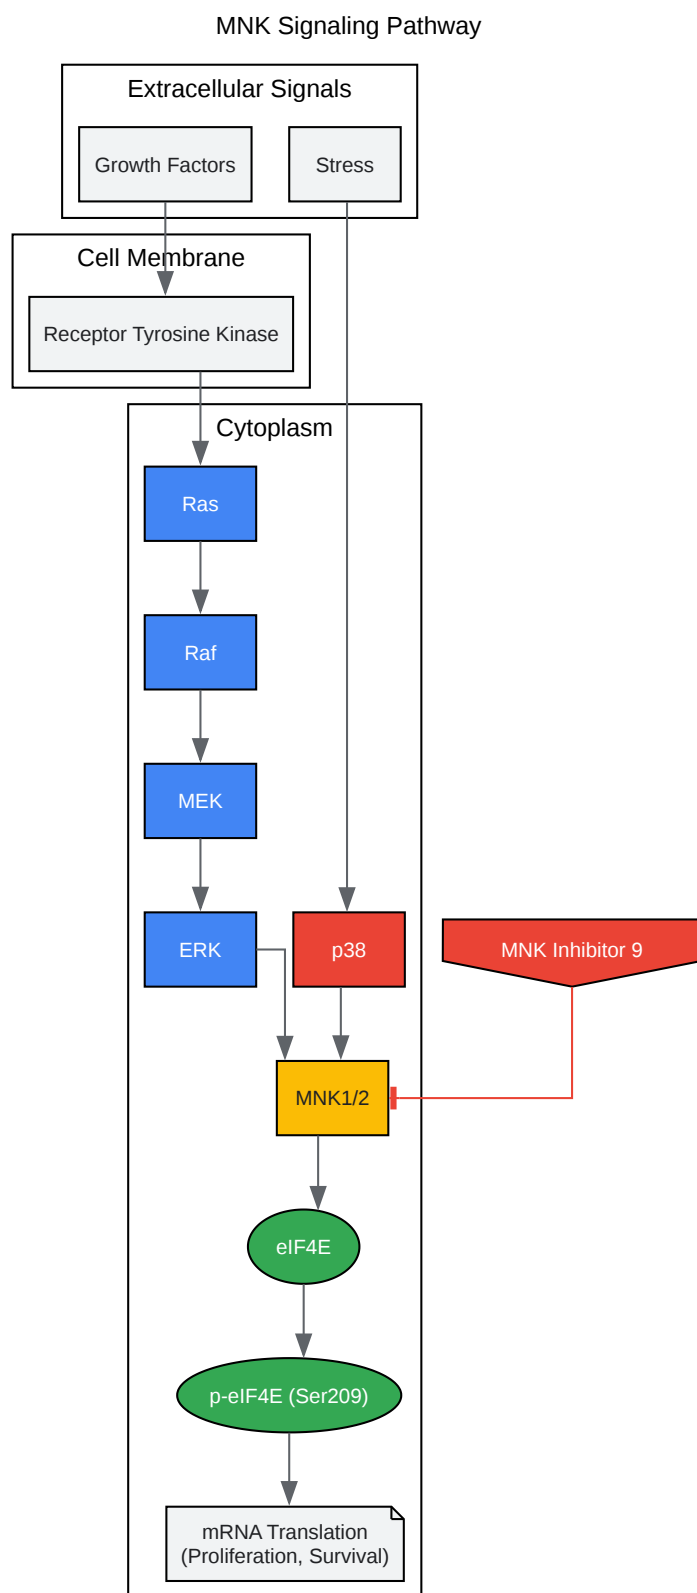 MNK Signaling Pathway
Extracellular Signals
Growth Factors
Stress
Cell Membrane
Receptor Tyrosine Kinase
Cytoplasm
Ras
Raf
MEK
ERK
p38
MNK Inhibitor 9
MNK1/2
eIF4E
p-eIF4E (Ser209)
mRNA Translation
(Proliferation, Survival)